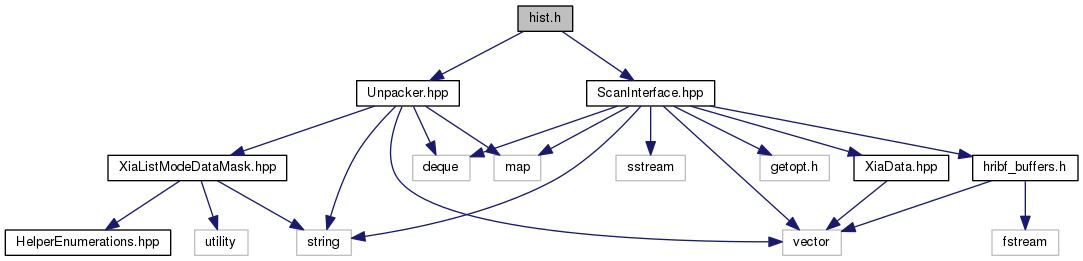 hist.h
Unpacker.hpp
ScanInterface.hpp
XiaListModeDataMask.hpp
deque
map
sstream
getopt.h
XiaData.hpp
hribf_buffers.h
HelperEnumerations.hpp
utility
string
vector
fstream